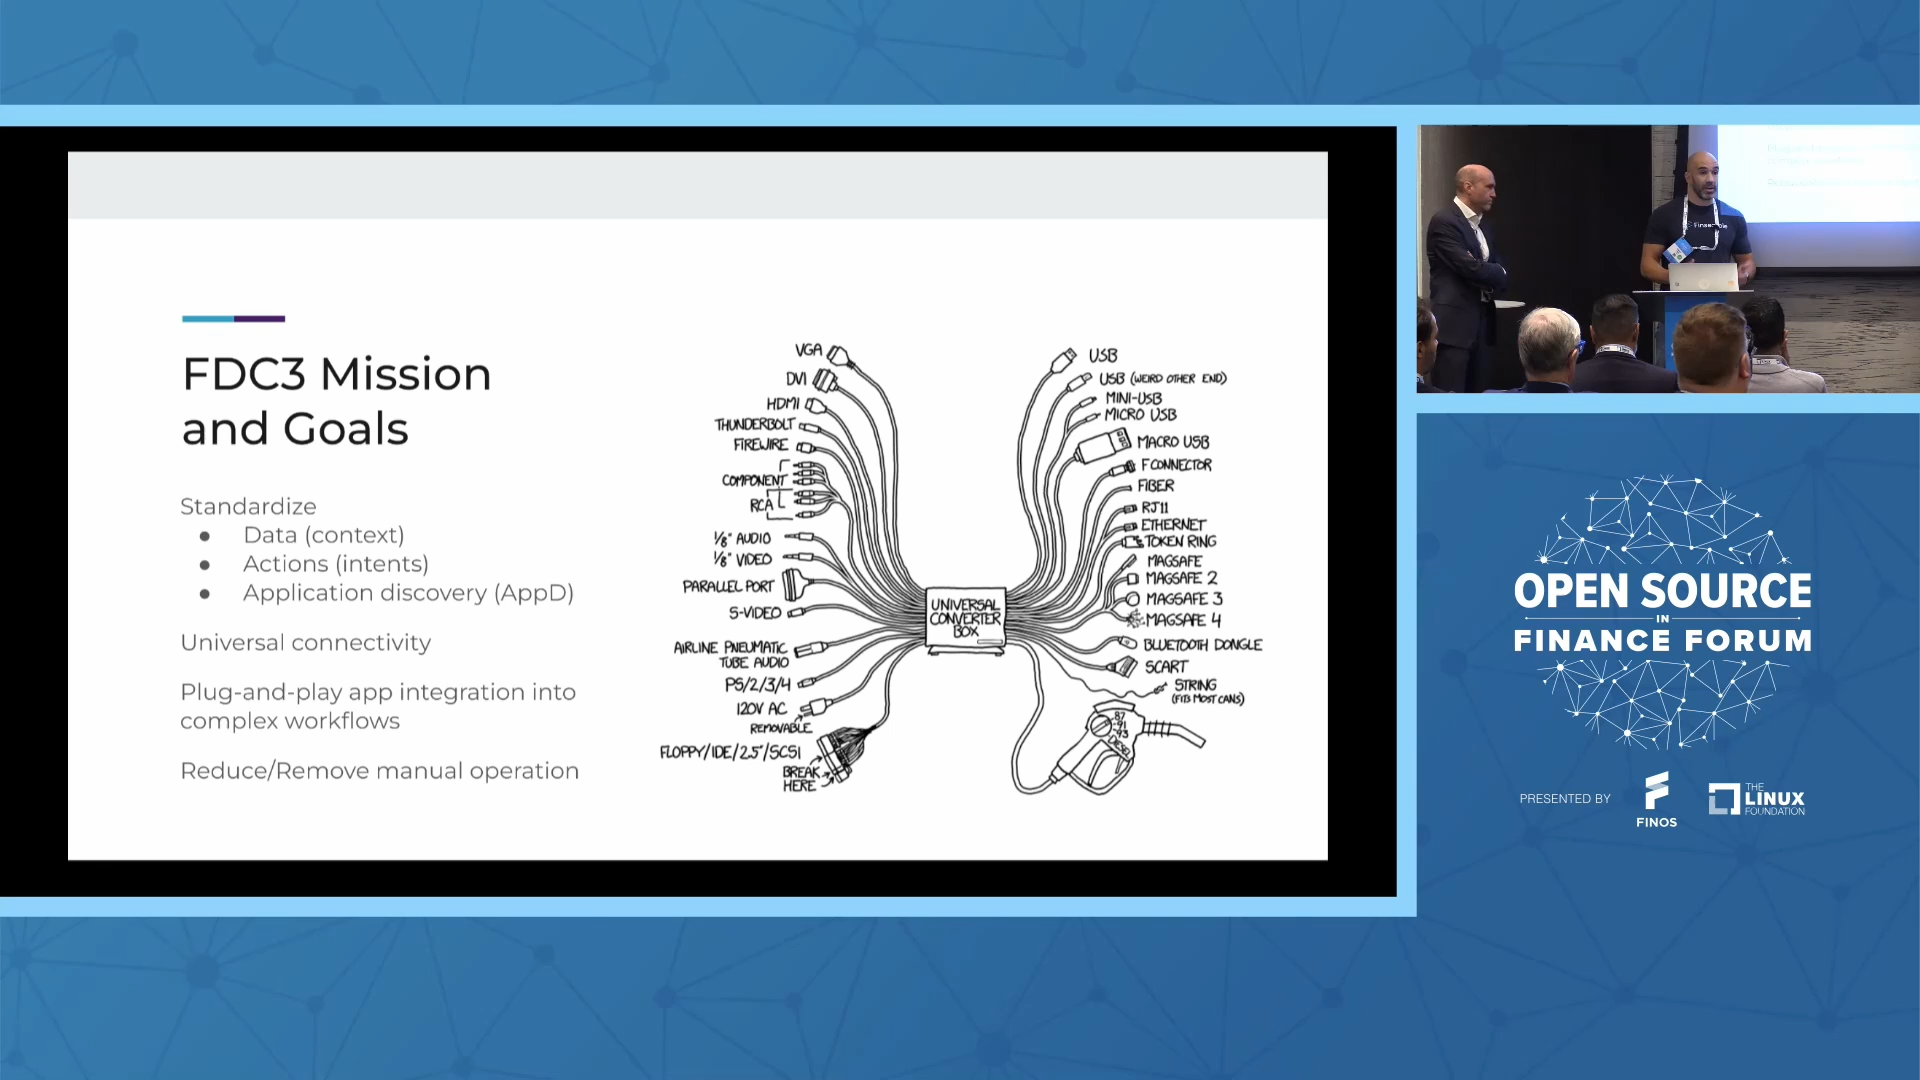 FDC3 Mission
and Goals
Standardize
● Data (context)
● Actions (intents)
● Application discovery (AppD)
Universal connectivity
Plug-and-play app integration into
complex workflows
Reduce/Remove manual operation
VGA
DVI
HDMI
THUNDERBOLT
FIREWIRE
COMPONENT
RCA
1/8" AUDIO
1/8" VIDEO
PARALLEL PORT
S-VIDEO
AIRLINE PNEUMATIC
TUBE AUDIO
PS/2/3/4
120V AC
REMOVABLE
FLOPPY/IDE/2.5"/SCSI
BREAK
HERE
UNIVERSAL
CONVERTER
BOX
USB
USB (WEIRD OTHER END)
MINI-USB
MICRO USB
MACRO USB
F CONNECTOR
FIBER
RJ11
ETHERNET
TOKEN RING
MAGSAFE
MAGSAFE 2
MAGSAFE 3
MAGSAFE 4
BLUETOOTH DONGLE
SCART
STRING
(FITS MOST CANS)
87
91
93
DIESEL
OPEN SOURCE
IN
FINANCE FORUM
PRESENTED BY
FINOS
THE
LINUX
FOUNDATION